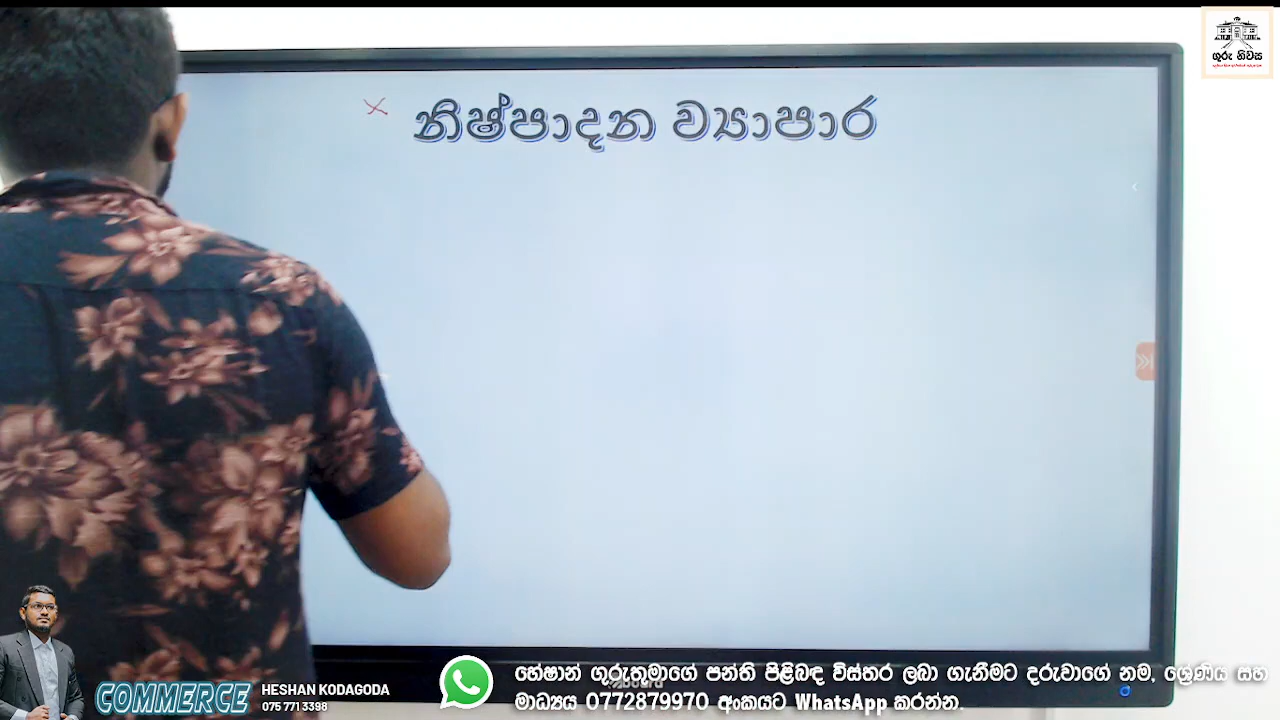 ගුරු නිවස
නිෂ්පාදන ව්‍යාපාර
හේෂාන් ගුරුතුමාගේ පන්ති පිළිබඳ විස්තර ලබා ගැනීමට දරුවාගේ නම, ශ්‍රේණිය සහ
මාධ්‍යය 0772879970 අංකයට WhatsApp කරන්න.
COMMERCE
HESHAN KODAGODA
075 771 3398